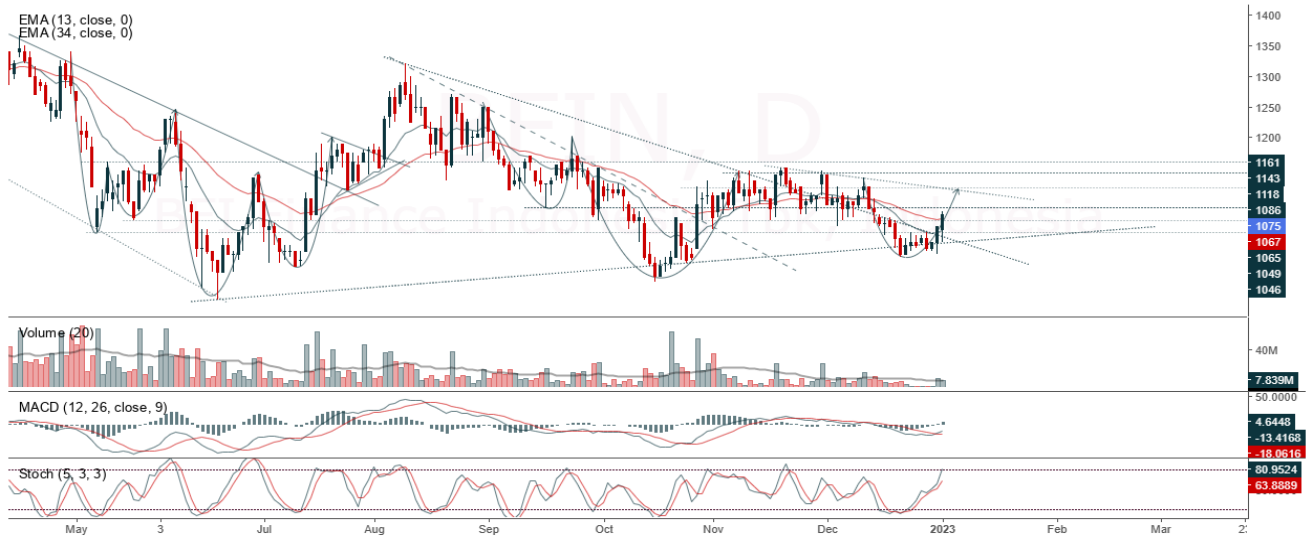 EMA (13, close, 0)
EMA (34, close, 0)
1400
1350
1300
1250
1200
1161
1143
1118
1086
1075
1067
1065
1049
1046
Volume (20)
40M
7.839M
MACD (12, 26, close, 9)
50.0000
4.6448
-13.4168
-18.0616
Stoch (5, 3, 3)
80.9524
63.8889
May
3
Jul
Aug
Sep
Oct
Nov
Dec
2023
Feb
Mar